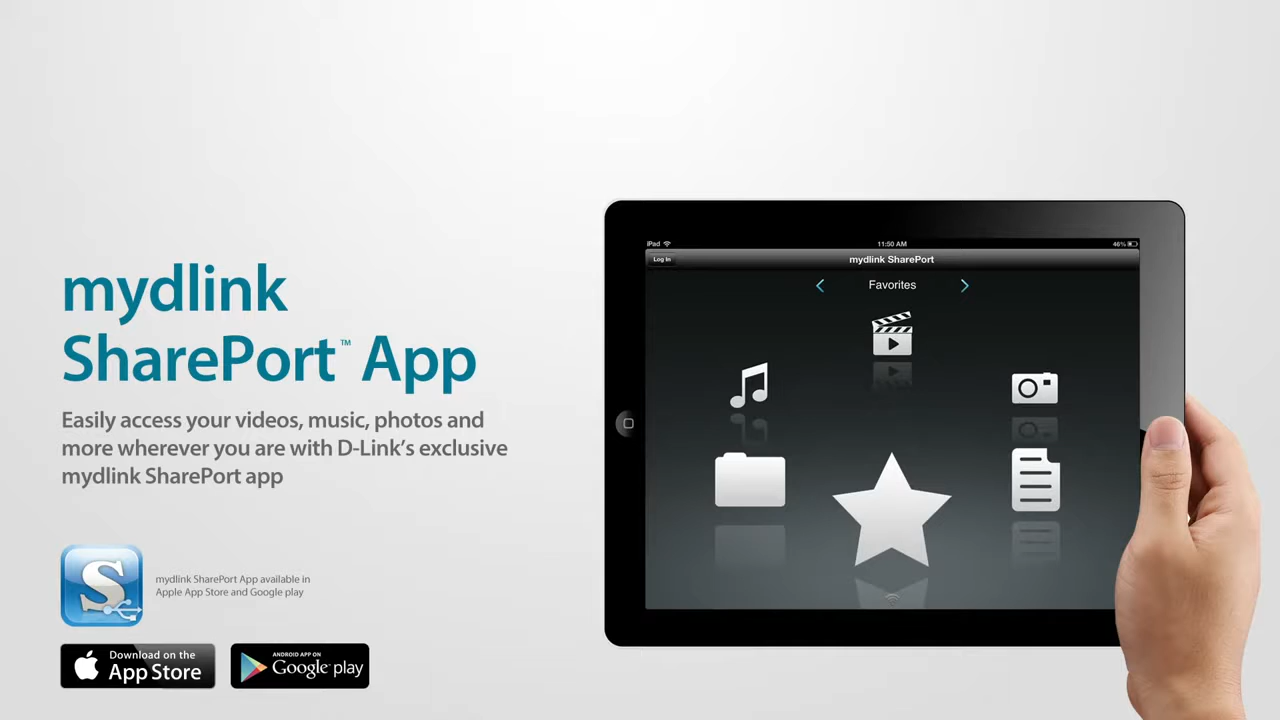 mydlink
SharePort™ App
Easily access your videos, music, photos and
more wherever you are with D-Link's exclusive
mydlink SharePort app
S
mydlink SharePort App available in
Apple App Store and Google play
Download on the
App Store
ANDROID APP ON
Google play
iPad
11:50 AM
46%
Log In
mydlink SharePort
Favorites